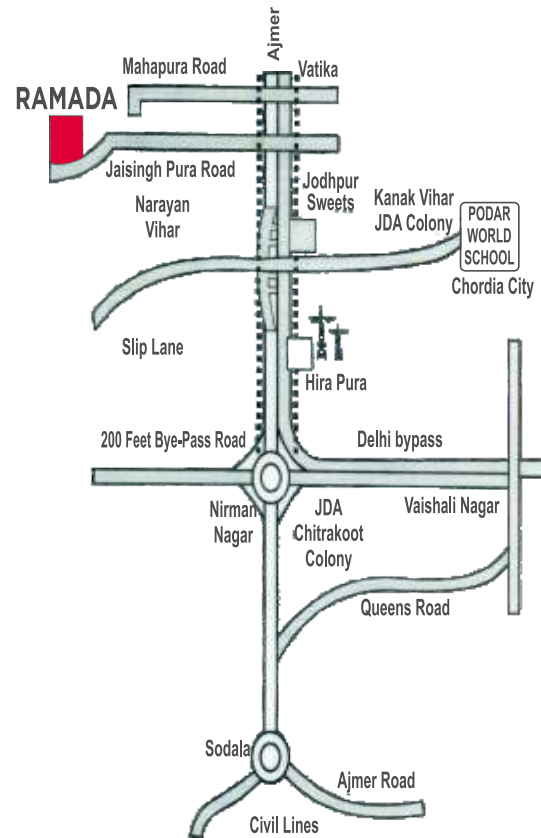 Ajmer
Mahapura Road
Vatika
RAMADA
Jaisingh Pura Road
Jodhpur
Sweets
Narayan
Vihar
Kanak Vihar
JDA Colony
PODAR
WORLD
SCHOOL
Chordia City
Slip Lane
Hira Pura
200 Feet Bye-Pass Road
Delhi bypass
Nirman
Nagar
JDA
Chitrakoot
Colony
Vaishali Nagar
Queens Road
Sodala
Ajmer Road
Civil Lines